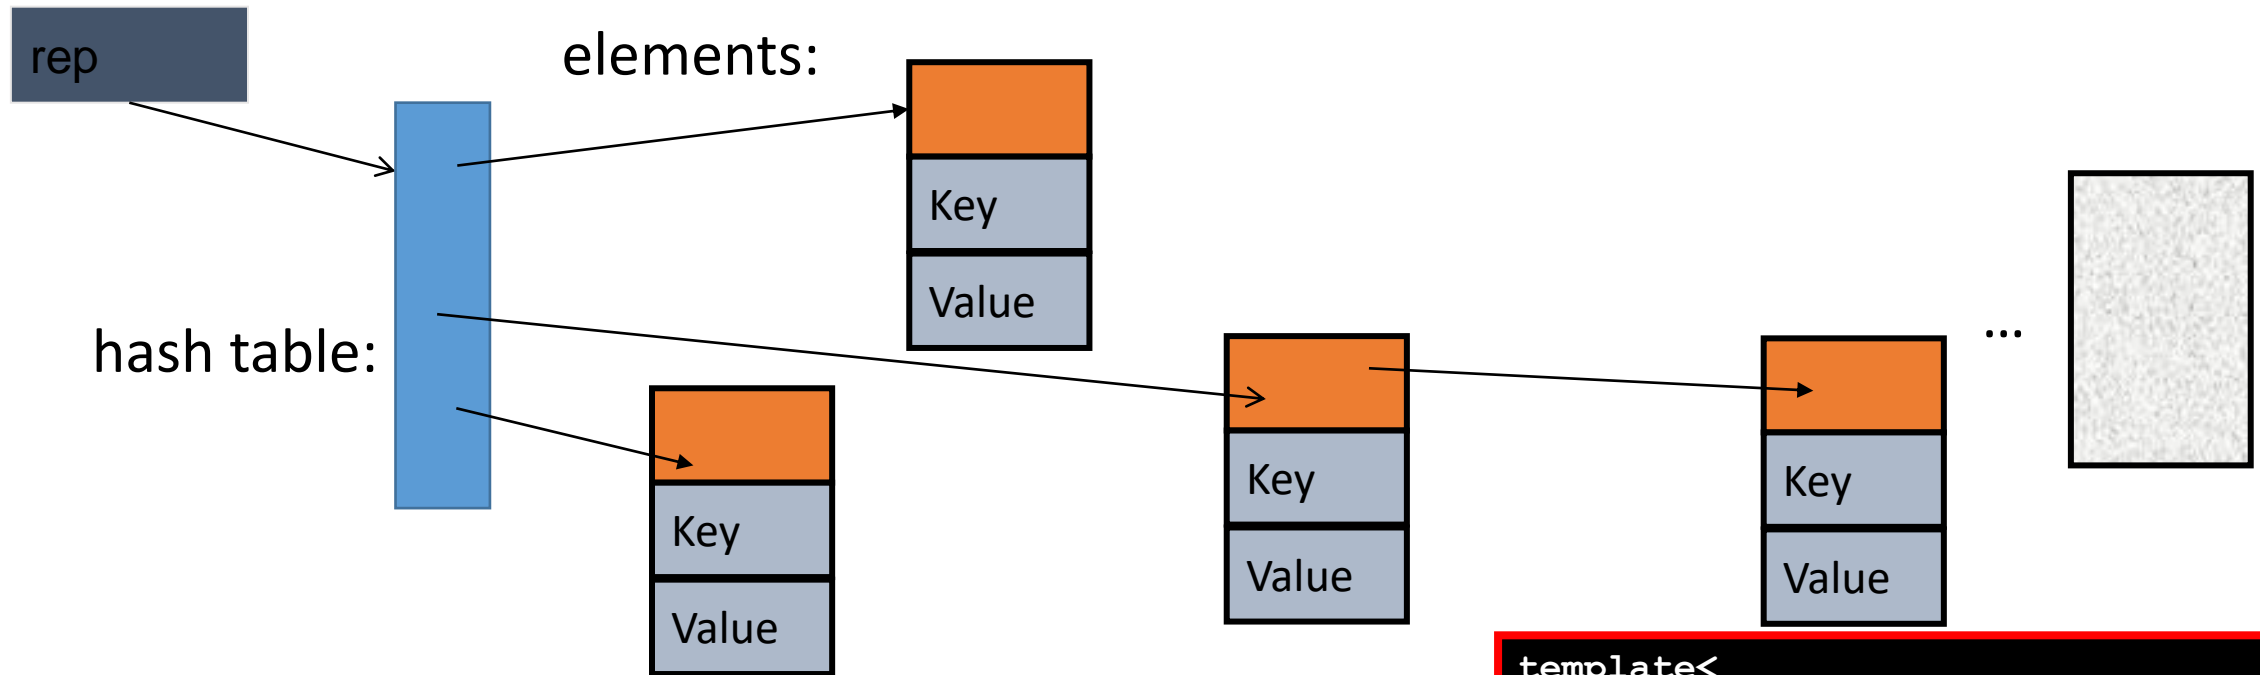 rep
elements:
Key
Value
hash table:
Key
Value
Key
Value
Key
Value
…
template<